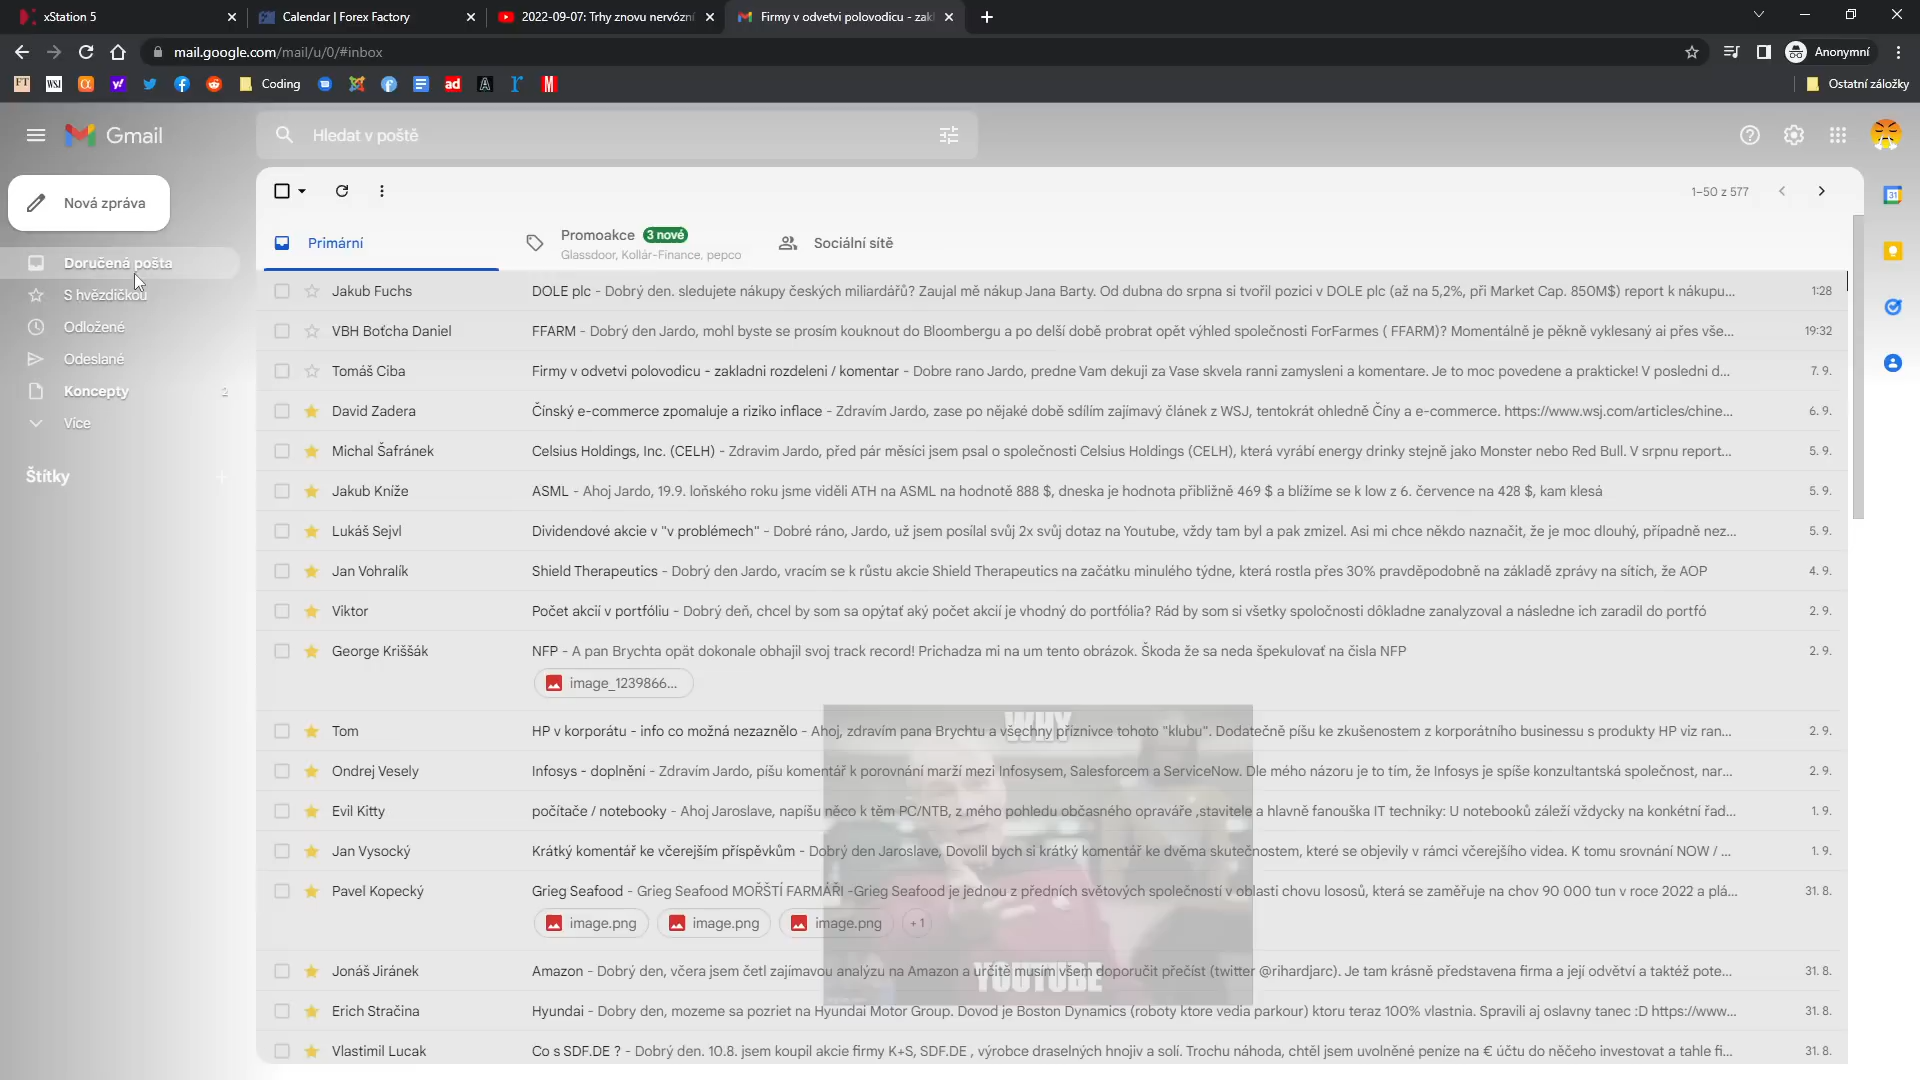 xStation 5
Calendar | Forex Factory
2022-09-07: Trhy znovu nervózní
Firmy v odvetvi polovodicu - zak
mail.google.com/mail/u/0/#inbox
Anonymní
FT
WSJ
y!
Coding
ad
A
r
M
Ostatní záložky
Gmail
Hledat v poště
Nová zpráva
1–50 z 577
31
Primární
Promoakce 3 nové
Glassdoor, Kollár-Finance, pepco
Sociální sítě
Doručená pošta
S hvězdičkou
Odložené
Odeslané
Koncepty 2
Více
Štítky
Jakub Fuchs DOLE plc - Dobrý den. sledujete nákupy českých miliardářů? Zaujal mě nákup Jana Barty. Od dubna do srpna si tvořil pozici v DOLE plc (až na 5,2%, při Market Cap. 850M$) report k nákupu... 1:28
VBH Boťcha Daniel FFARM - Dobrý den Jardo, mohl byste se prosím kouknout do Bloombergu a po delší době probrat opět výhled společnosti ForFarmes ( FFARM)? Momentálně je pěkně vyklesaný ai přes vše... 19:32
Tomáš Ciba Firmy v odvetvi polovodicu - zakladni rozdeleni / komentar - Dobre rano Jardo, predne Vam dekuji za Vase skvela ranni zamysleni a komentare. Je to moc povedene a prakticke! V posledni d... 7. 9.
David Zadera Čínský e-commerce zpomaluje a riziko inflace - Zdravím Jardo, zase po nějaké době sdílím zajímavý článek z WSJ, tentokrát ohledně Číny a e-commerce. https://www.wsj.com/articles/chine... 6. 9.
Michal Šafránek Celsius Holdings, Inc. (CELH) - Zdravim Jardo, před pár měsíci jsem psal o společnosti Celsius Holdings (CELH), která vyrábí energy drinky stejně jako Monster nebo Red Bull. V srpnu report... 5. 9.
Jakub Kníže ASML - Ahoj Jardo, 19.9. loňského roku jsme viděli ATH na ASML na hodnotě 888 $, dneska je hodnota přibližně 469 $ a blížíme se k low z 6. července na 428 $, kam klesá 5. 9.
Lukáš Sejvl Dividendové akcie v "v problémech" - Dobré ráno, Jardo, už jsem posílal svůj 2x svůj dotaz na Youtube, vždy tam byl a pak zmizel. Asi mi chce někdo naznačit, že je moc dlouhý, případně nez... 5. 9.
Jan Vohralík Shield Therapeutics - Dobrý den Jardo, vracím se k růstu akcie Shield Therapeutics na začátku minulého týdne, která rostla přes 30% pravděpodobně na základě zprávy na sítích, že AOP 4. 9.
Viktor Počet akcií v portfóliu - Dobrý deň, chcel by som sa opýtať aký počet akcií je vhodný do portfólia? Rád by som si všetky spoločnosti dôkladne zanalyzoval a následne ich zaradil do portfó 2. 9.
George Kriššák NFP - A pan Brychta opät dokonale obhajil svoj track record! Prichadza mi na um tento obrázok. Škoda že sa neda špekulovať na čisla NFP 2. 9.
image_1239866...
WHY
Tom HP v korporátu - info co možná nezaznělo - Ahoj, zdravím pana Brychtu a všechny příznivce tohoto "klubu". Dodatečně píšu ke zkušenostem z korporátního businessu s produkty HP viz ran... 2. 9.
Ondrej Vesely Infosys - doplnění - Zdravím Jardo, píšu komentář k porovnání marží mezi Infosysem, Salesforcem a ServiceNow. Dle mého názoru je to tím, že Infosys je spíše konzultantská společnost, nar... 2. 9.
Evil Kitty počítače / notebooky - Ahoj Jaroslave, napíšu něco k těm PC/NTB, z mého pohledu občasného opraváře ,stavitele a hlavně fanouška IT techniky: U notebooků záleží vždycky na konkétní řad... 1. 9.
Jan Vysocký Krátký komentář ke včerejším příspěvkům - Dobrý den Jaroslave, Dovolil bych si krátký komentář ke dvěma skutečnostem, které se objevily v rámci včerejšího videa. K tomu srovnání NOW / ... 1. 9.
Pavel Kopecký Grieg Seafood - Grieg Seafood MOŘŠTÍ FARMÁŘI -Grieg Seafood je jednou z předních světových společností v oblasti chovu lososů, která se zaměřuje na chov 90 000 tun v roce 2022 a plá... 31. 8.
image.png image.png image.png +1
Jonáš Jiránek Amazon - Dobrý den, včera jsem četl zajímavou analýzu na Amazon a určitě musím všem doporučit přečíst (twitter @rihardjarc). Je tam krásně představena firma a její odvětví a taktéž pote... 31. 8.
YOUTUBE
Erich Stračina Hyundai - Dobry den, mozeme sa pozriet na Hyundai Motor Group. Dovod je Boston Dynamics (roboty ktore vedia parkour) ktoru teraz 100% vlastnia. Spravili aj oslavny tanec :D https://www... 31. 8.
Vlastimil Lucak Co s SDF.DE ? - Dobrý den. 10.8. jsem koupil akcie firmy K+S, SDF.DE , výrobce draselných hnojiv a solí. Trochu náhoda, chtěl jsem uvolněné peníze na € účtu do něčeho investovat a tahle fi... 31. 8.